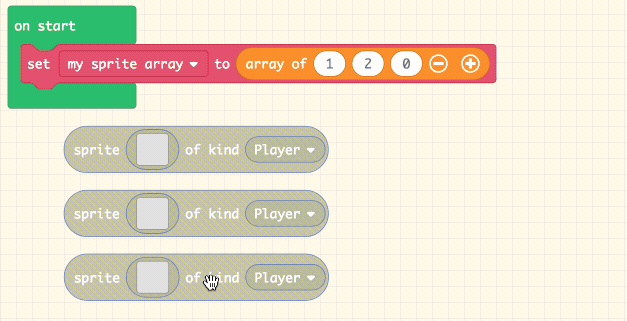 on start
set my sprite array to array of 1 2 0
sprite of kind Player
sprite of kind Player
sprite of kind Player